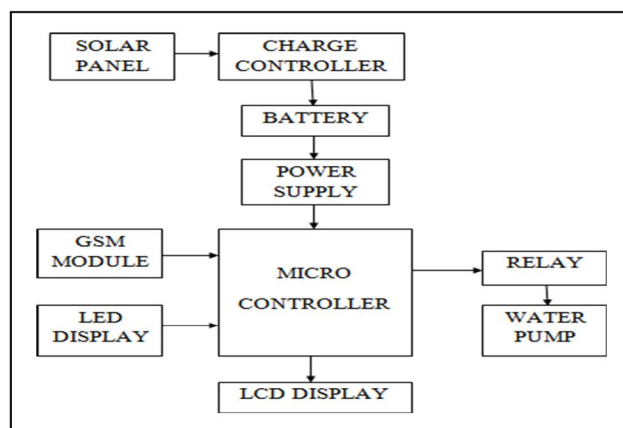 SOLAR
PANEL
CHARGE
CONTROLLER
BATTERY
POWER
SUPPLY
GSM
MODULE
MICRO
CONTROLLER
RELAY
LED
DISPLAY
WATER
PUMP
LCD DISPLAY